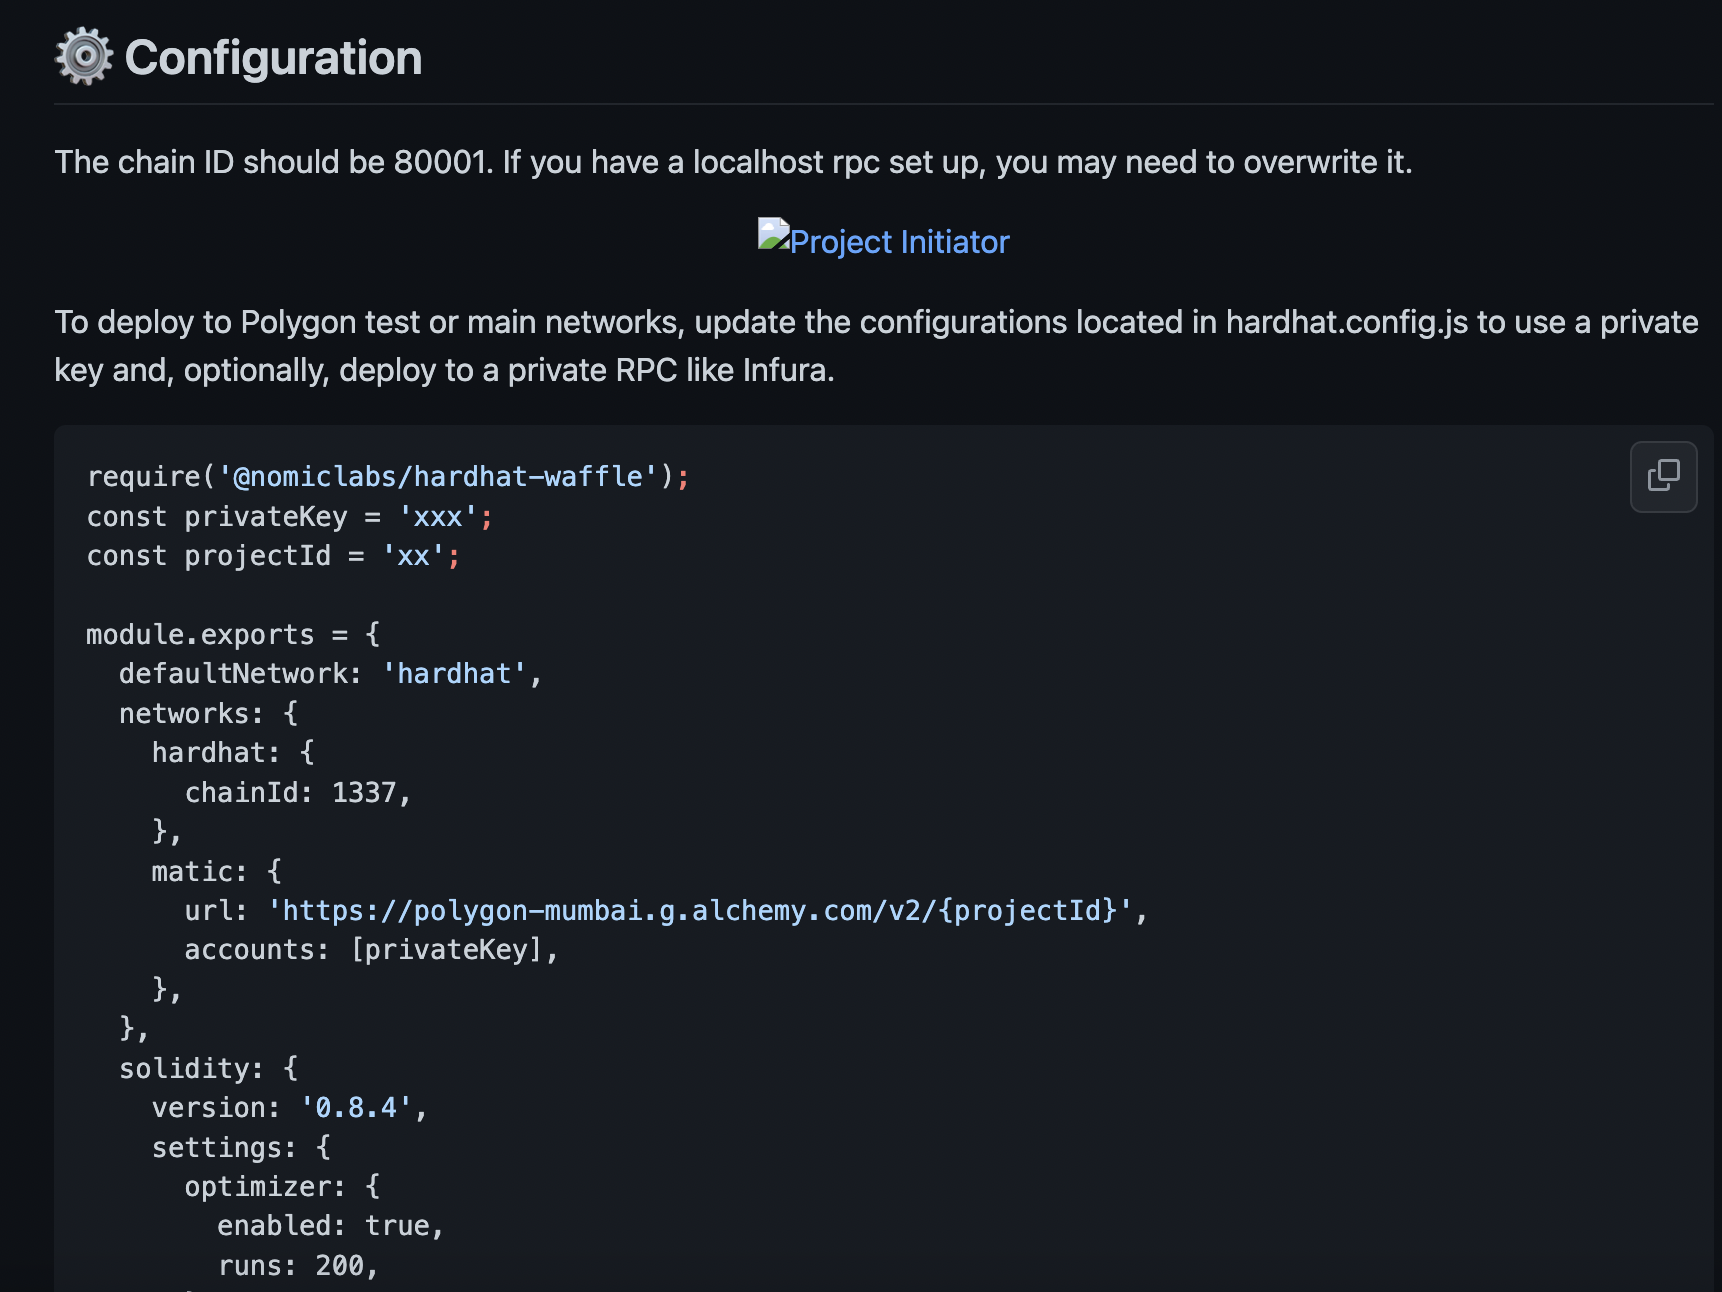 Configuration
The chain ID should be 80001. If you have a localhost rpc set up, you may need to overwrite it.
Project Initiator
To deploy to Polygon test or main networks, update the configurations located in hardhat.config.js to use a private
key and, optionally, deploy to a private RPC like Infura.
require('@nomiclabs/hardhat-waffle');
const privateKey = 'xxx';
const projectId = 'xx';

module.exports = {
  defaultNetwork: 'hardhat',
  networks: {
    hardhat: {
      chainId: 1337,
    },
    matic: {
      url: 'https://polygon-mumbai.g.alchemy.com/v2/{projectId}',
      accounts: [privateKey],
    },
  },
  solidity: {
    version: '0.8.4',
    settings: {
      optimizer: {
        enabled: true,
        runs: 200,